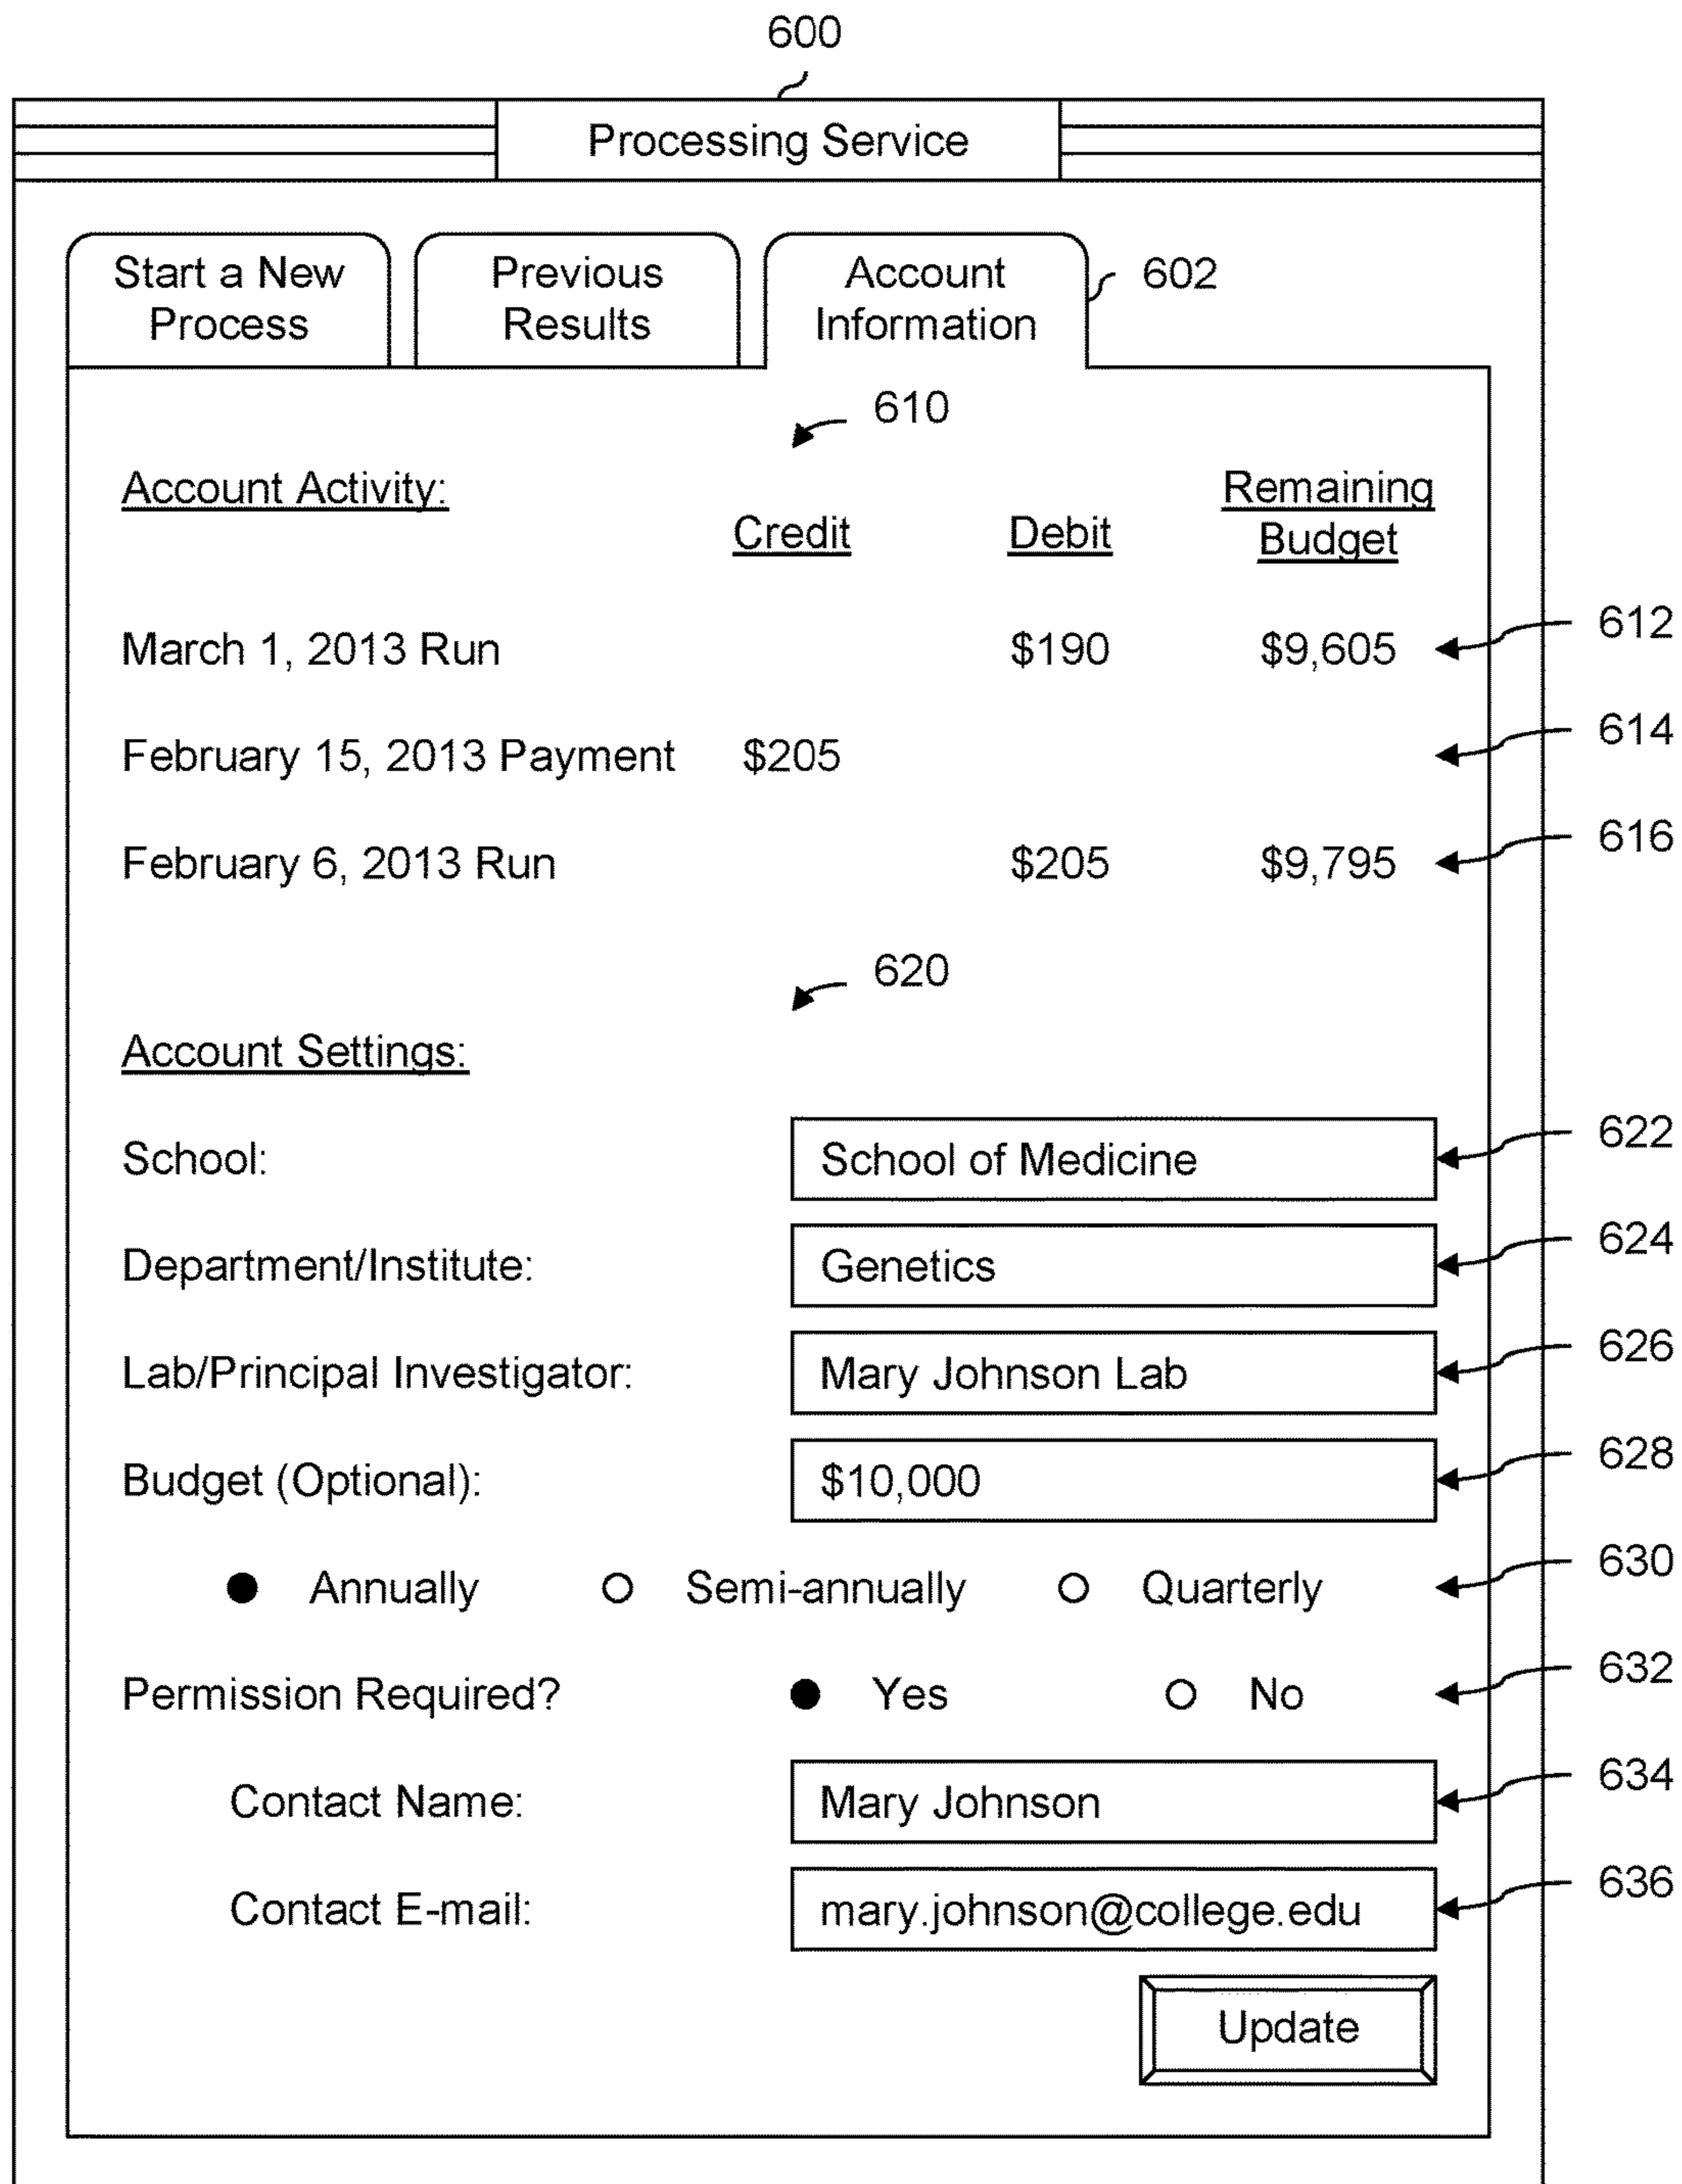 600
Processing Service
Start a New Process
Previous Results
Account Information
602
610
Account Activity:
Credit
Debit
Remaining Budget
March 1, 2013 Run $190 $9,605 612
February 15, 2013 Payment $205 614
February 6, 2013 Run $205 $9,795 616
620
Account Settings:
School: School of Medicine 622
Department/Institute: Genetics 624
Lab/Principal Investigator: Mary Johnson Lab 626
Budget (Optional): $10,000 628
Annually Semi-annually Quarterly 630
Permission Required? Yes No 632
Contact Name: Mary Johnson 634
Contact E-mail: mary.johnson@college.edu 636
Update